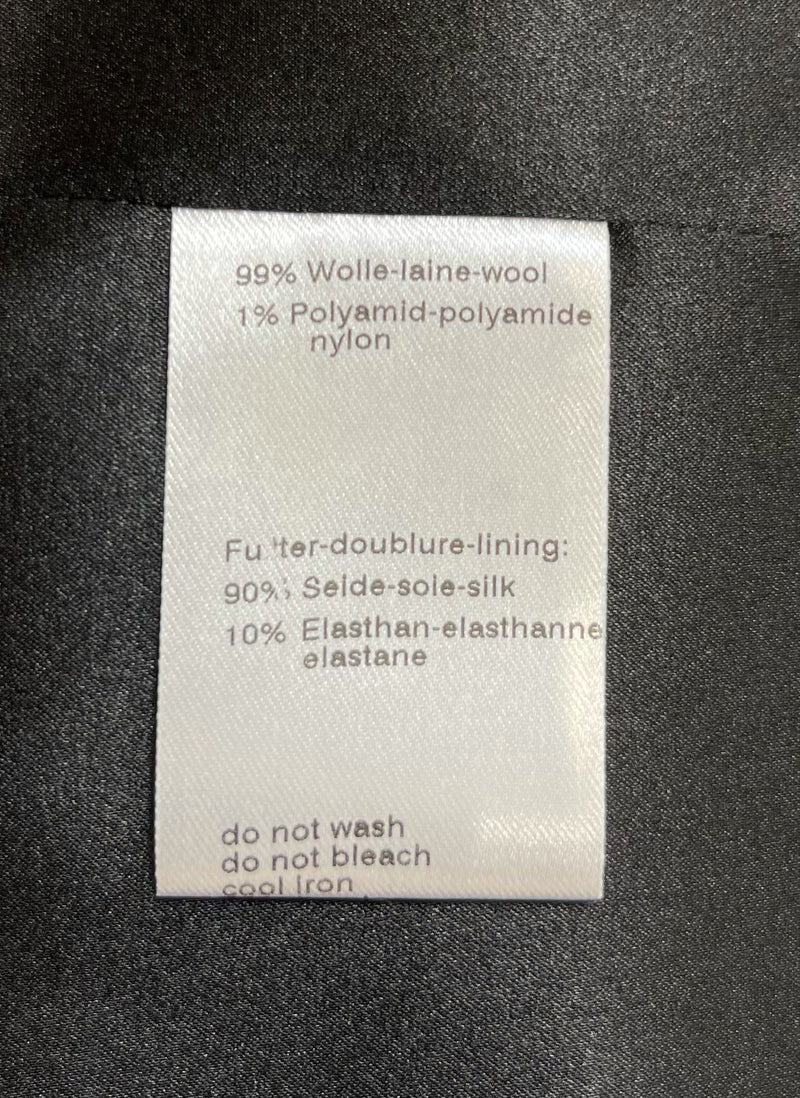 99% Wolle-laine-wool
1% Polyamid-polyamide
nylon
Futter-doublure-lining:
90% Seide-soie-silk
10% Elasthan-elasthanne
elastane
do not wash
do not bleach
cool iron